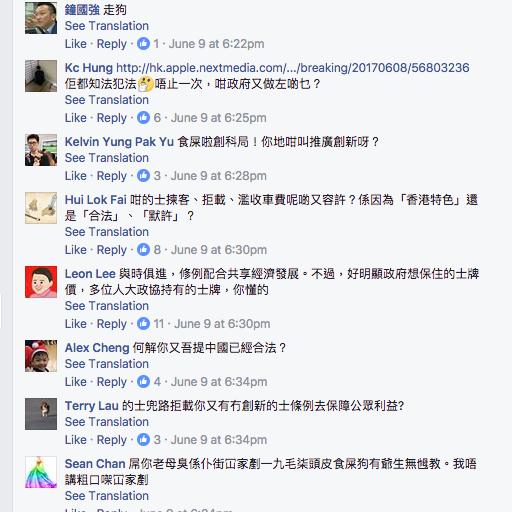 鐘國強 走狗
See Translation
Like · Reply · 1 · June 9 at 6:22pm
Kc Hung http://hk.apple.nextmedia.com/.../breaking/20170608/56803236
佢都知法犯法🤔唔止一次，咁政府又做左啲乜？
See Translation
Like · Reply · 6 · June 9 at 6:25pm
Kelvin Yung Pak Yu 食屎啦創科局！你地咁叫推廣創新呀？
See Translation
Like · Reply · 3 · June 9 at 6:28pm
Hui Lok Fai 咁的士揀客、拒載、濫收車費呢啲又容許？係因為「香港特色」還
是「合法」、「默許」？
See Translation
Like · Reply · 8 · June 9 at 6:30pm
Leon Lee 與時俱進，修例配合共享經濟發展。不過，好明顯政府想保住的士牌
價，多位人大政協持有的士牌，你懂的
See Translation
Like · Reply · 11 · June 9 at 6:30pm
Alex Cheng 何解你又吾提中國已經合法？
See Translation
Like · Reply · 4 · June 9 at 6:34pm
Terry Lau 的士兜路拒載你又有冇創新的士條例去保障公眾利益?
See Translation
Like · Reply · 3 · June 9 at 6:34pm
Sean Chan 屌你老母臭係仆街冚家剷一九毛柒頭皮食屎狗有爺生無乸教。我唔
講粗口㗎冚家剷
See Translation